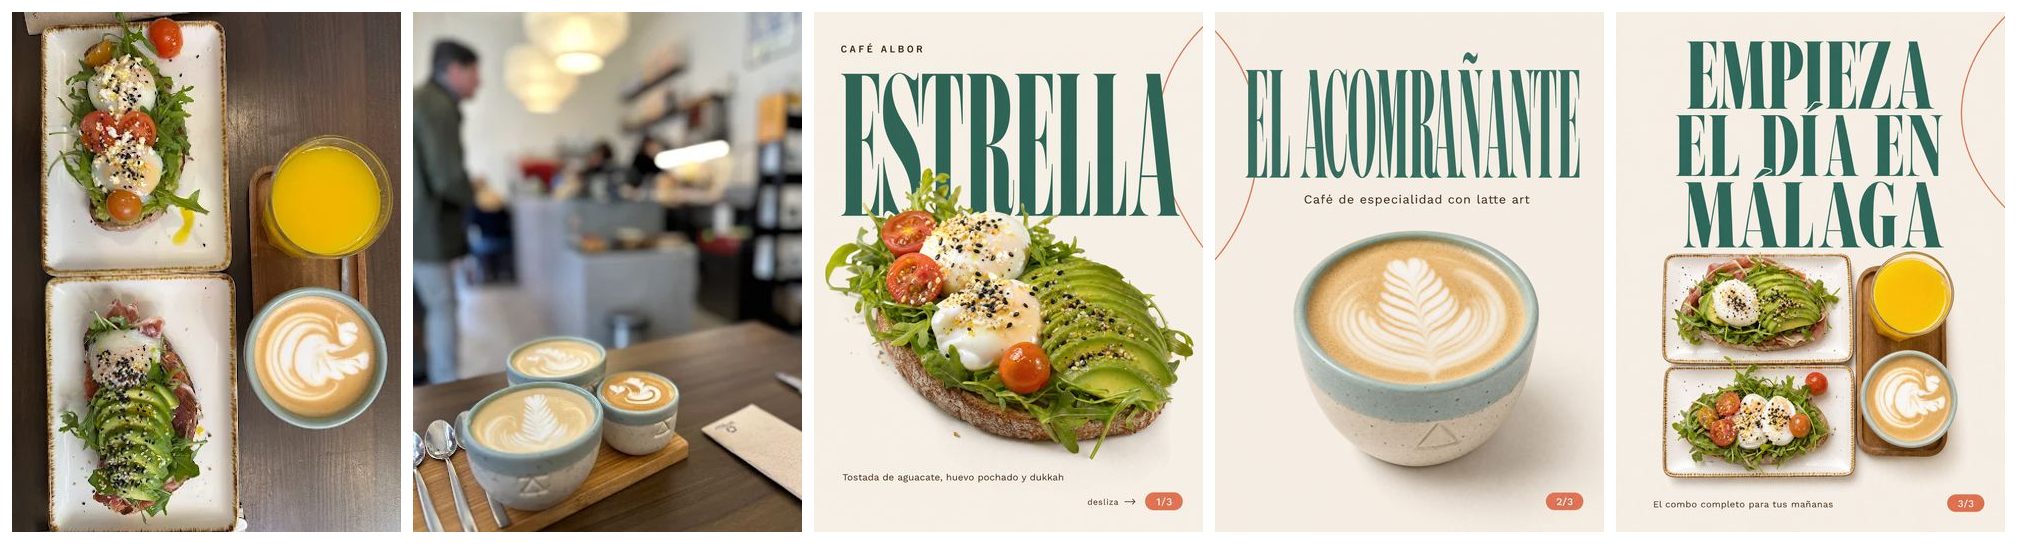 CAFÉ ALBOR
ESTRELLA
Tostada de aguacate, huevo pochado y dukkah
desliza →
1/3
EL ACOMRAÑANTE
Café de especialidad con latte art
2/3
EMPIEZA
EL DÍA EN
MÁLAGA
El combo completo para tus mañanas
3/3